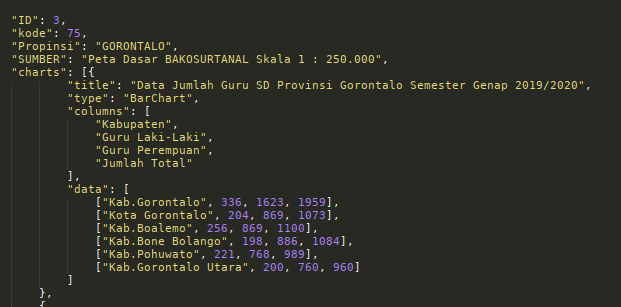 "ID": 3,
"kode": 75,
"Propinsi": "GORONTALO",
"SUMBER": "Peta Dasar BAKOSURTANAL Skala 1 : 250.000",
"charts": [{
"title": "Data Jumlah Guru SD Provinsi Gorontalo Semester Genap 2019/2020",
"type": "BarChart",
"columns": [
"Kabupaten",
"Guru Laki-Laki",
"Guru Perempuan",
"Jumlah Total"
],
"data": [
["Kab.Gorontalo", 336, 1623, 1959],
["Kota Gorontalo", 204, 869, 1073],
["Kab.Boalemo", 256, 869, 1100],
["Kab.Bone Bolango", 198, 886, 1084],
["Kab.Pohuwato", 221, 768, 989],
["Kab.Gorontalo Utara", 200, 760, 960]
]
},
{